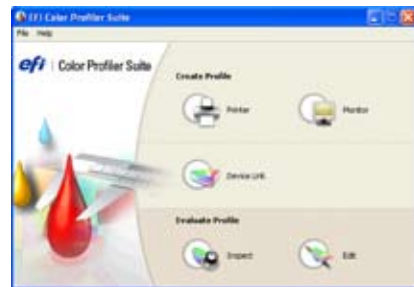 EFI Color Profiler Suite
File Help
efi Color Profiler Suite
Create Profile
Printer Monitor
Device Link
Evaluate Profile
Inspect Edit